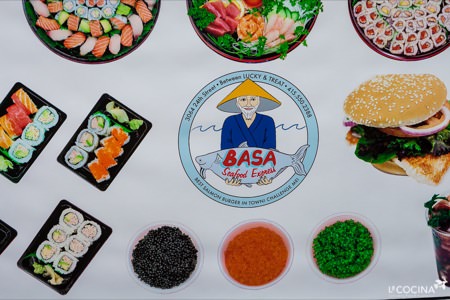 3064 24th Street • Between LUCKY & TREAT • 415.550.2388
BASA
Seafood Express
BEST SALMON BURGER IN TOWN! CHALLENGE ME!
LA COCINA